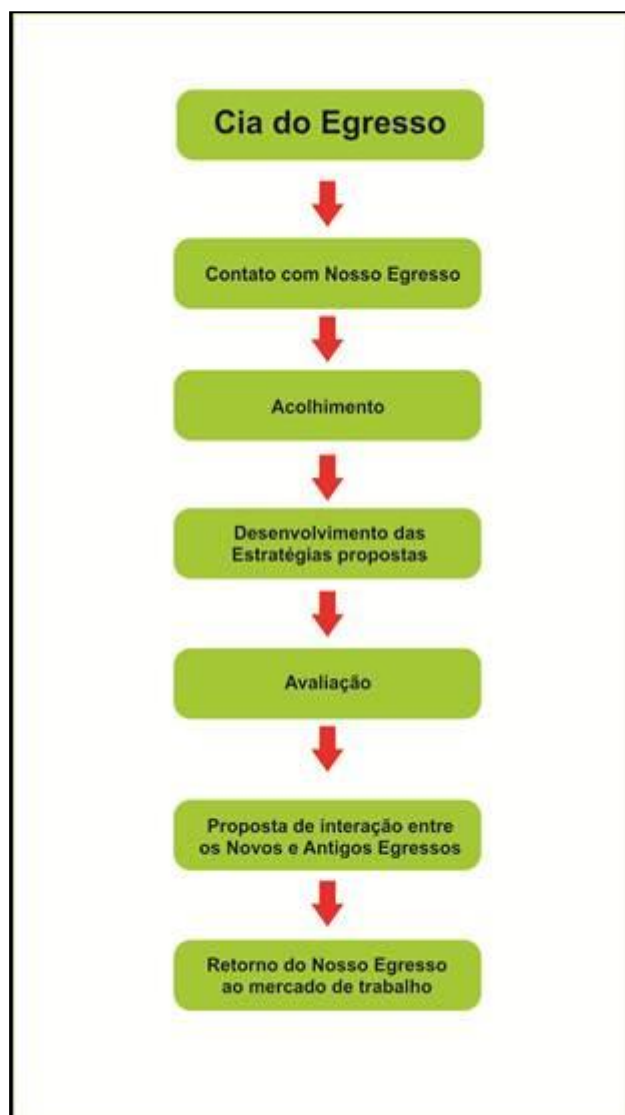 Cia do Egresso
Contato com Nosso Egresso
Acolhimento
Desenvolvimento das
Estratégias propostas
Avaliação
Proposta de interação entre
os Novos e Antigos Egressos
Retorno do Nosso Egresso
ao mercado de trabalho